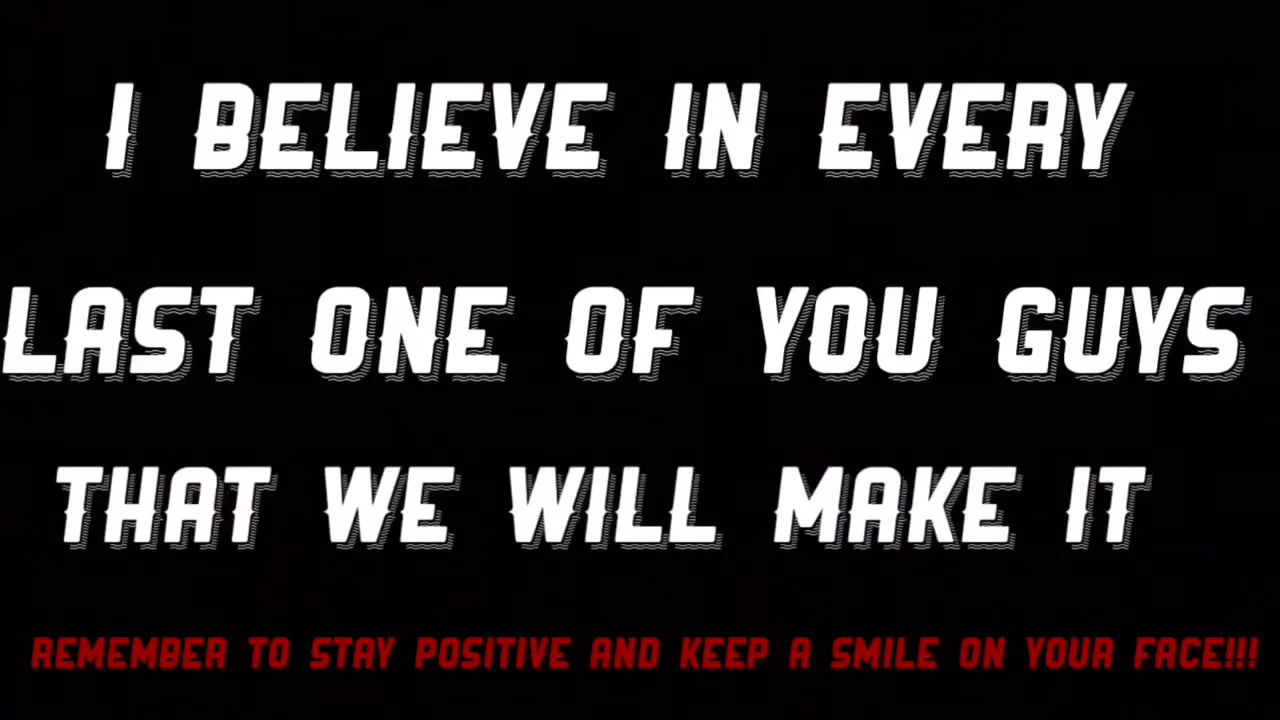 I BELIEVE IN EVERY
LAST ONE OF YOU GUYS
THAT WE WILL MAKE IT
REMEMBER TO STAY POSITIVE AND KEEP A SMILE ON YOUR FACE!!!